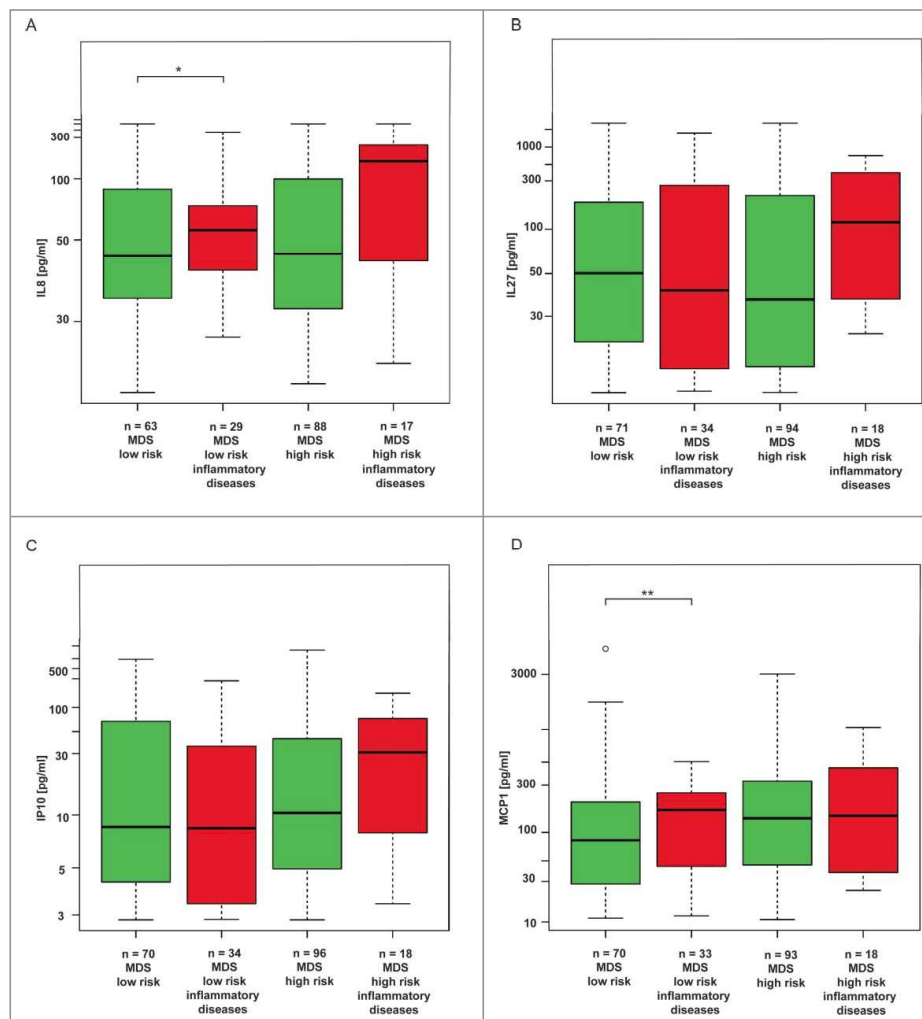 A
*
300
100
50
30
IL8 [pg/ml]
n = 63
MDS
low risk
n = 29
MDS
low risk
inflammatory
diseases
n = 88
MDS
high risk
n = 17
MDS
high risk
inflammatory
diseases
B
1000
300
100
50
30
IL27 [pg/ml]
n = 71
MDS
low risk
n = 34
MDS
low risk
inflammatory
diseases
n = 94
MDS
high risk
n = 18
MDS
high risk
inflammatory
diseases
C
500
100
30
10
5
3
IP10 [pg/ml]
n = 70
MDS
low risk
n = 34
MDS
low risk
inflammatory
diseases
n = 96
MDS
high risk
n = 18
MDS
high risk
inflammatory
diseases
D
**
3000
300
100
30
10
MCP1 [pg/ml]
n = 70
MDS
low risk
n = 33
MDS
low risk
inflammatory
diseases
n = 93
MDS
high risk
n = 18
MDS
high risk
inflammatory
diseases